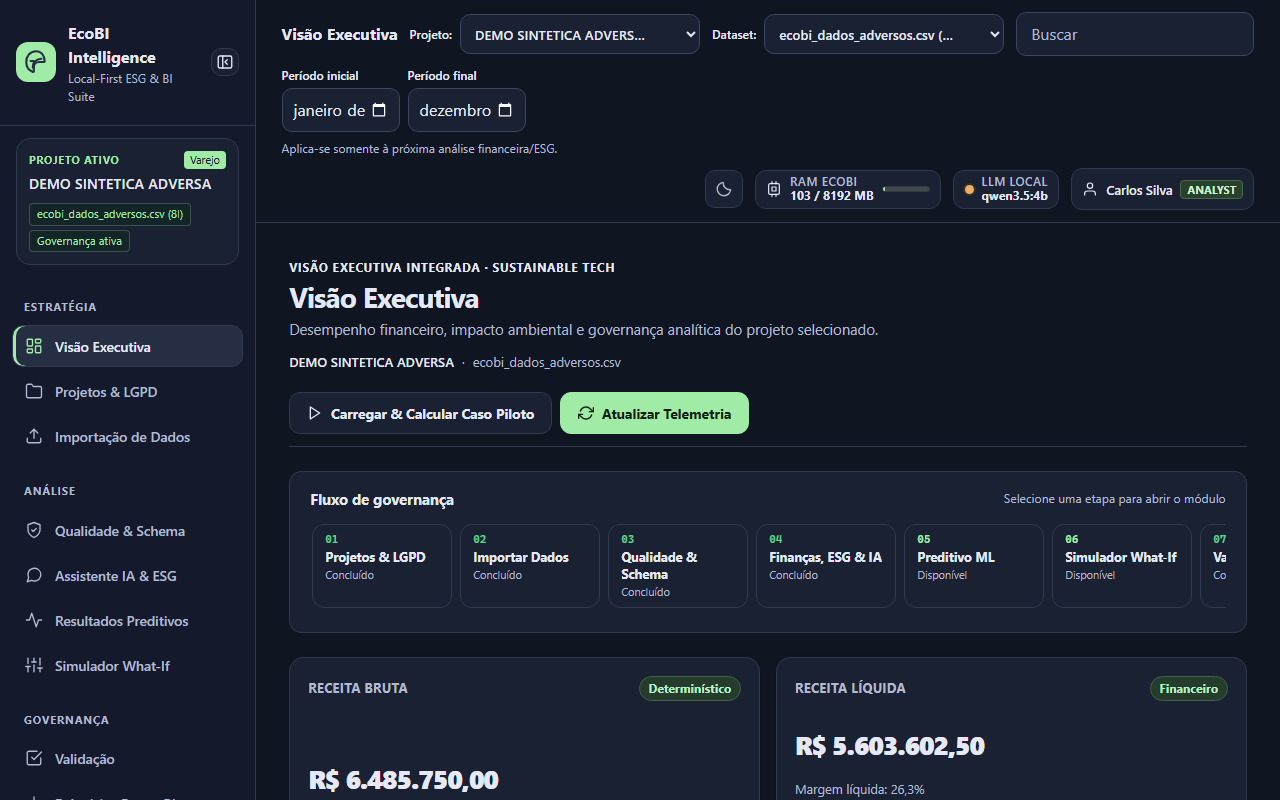 EcoBI
Intelligence
Local-First ESG & BI
Suite
PROJETO ATIVO
Varejo
DEMO SINTETICA ADVERSA
ecobi_dados_adversos.csv (8l)
Governança ativa
ESTRATÉGIA
Visão Executiva
Projetos & LGPD
Importação de Dados
ANÁLISE
Qualidade & Schema
Assistente IA & ESG
Resultados Preditivos
Simulador What-If
GOVERNANÇA
Validação
Visão Executiva
Projeto:
DEMO SINTETICA ADVERS...
Dataset:
ecobi_dados_adversos.csv (...
Buscar
Período inicial
Período final
janeiro de
dezembro
Aplica-se somente à próxima análise financeira/ESG.
RAM ECOBI
103 / 8192 MB
LLM LOCAL
qwen3.5:4b
Carlos Silva
ANALYST
VISÃO EXECUTIVA INTEGRADA · SUSTAINABLE TECH
Visão Executiva
Desempenho financeiro, impacto ambiental e governança analítica do projeto selecionado.
DEMO SINTETICA ADVERSA · ecobi_dados_adversos.csv
Carregar & Calcular Caso Piloto
Atualizar Telemetria
Fluxo de governança
Selecione uma etapa para abrir o módulo
01
Projetos & LGPD
Concluído
02
Importar Dados
Concluído
03
Qualidade &
Schema
Concluído
04
Finanças, ESG & IA
Concluído
05
Preditivo ML
Disponível
06
Simulador What-If
Disponível
07
Va
Co
RECEITA BRUTA
Determinístico
R$ 6.485.750,00
RECEITA LÍQUIDA
Financeiro
R$ 5.603.602,50
Margem líquida: 26,3%